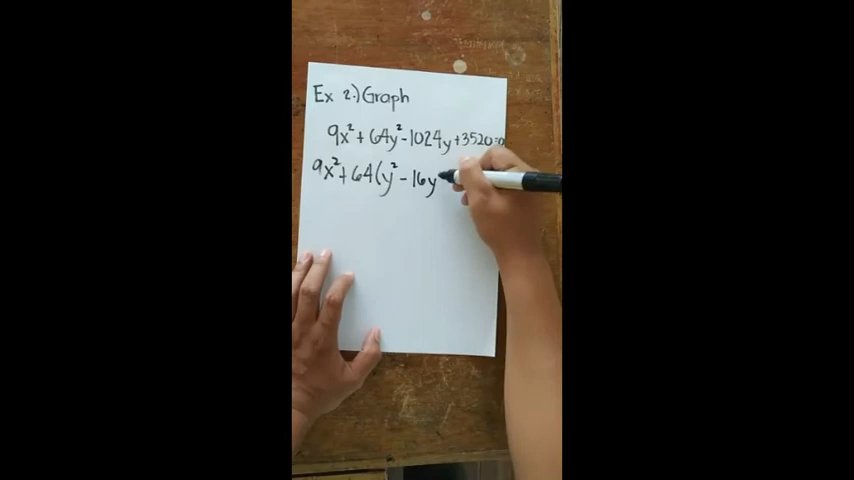 Ex 2.) Graph
9x² + 64y² - 1024y + 3520 = 0
9x² + 64(y² - 16y